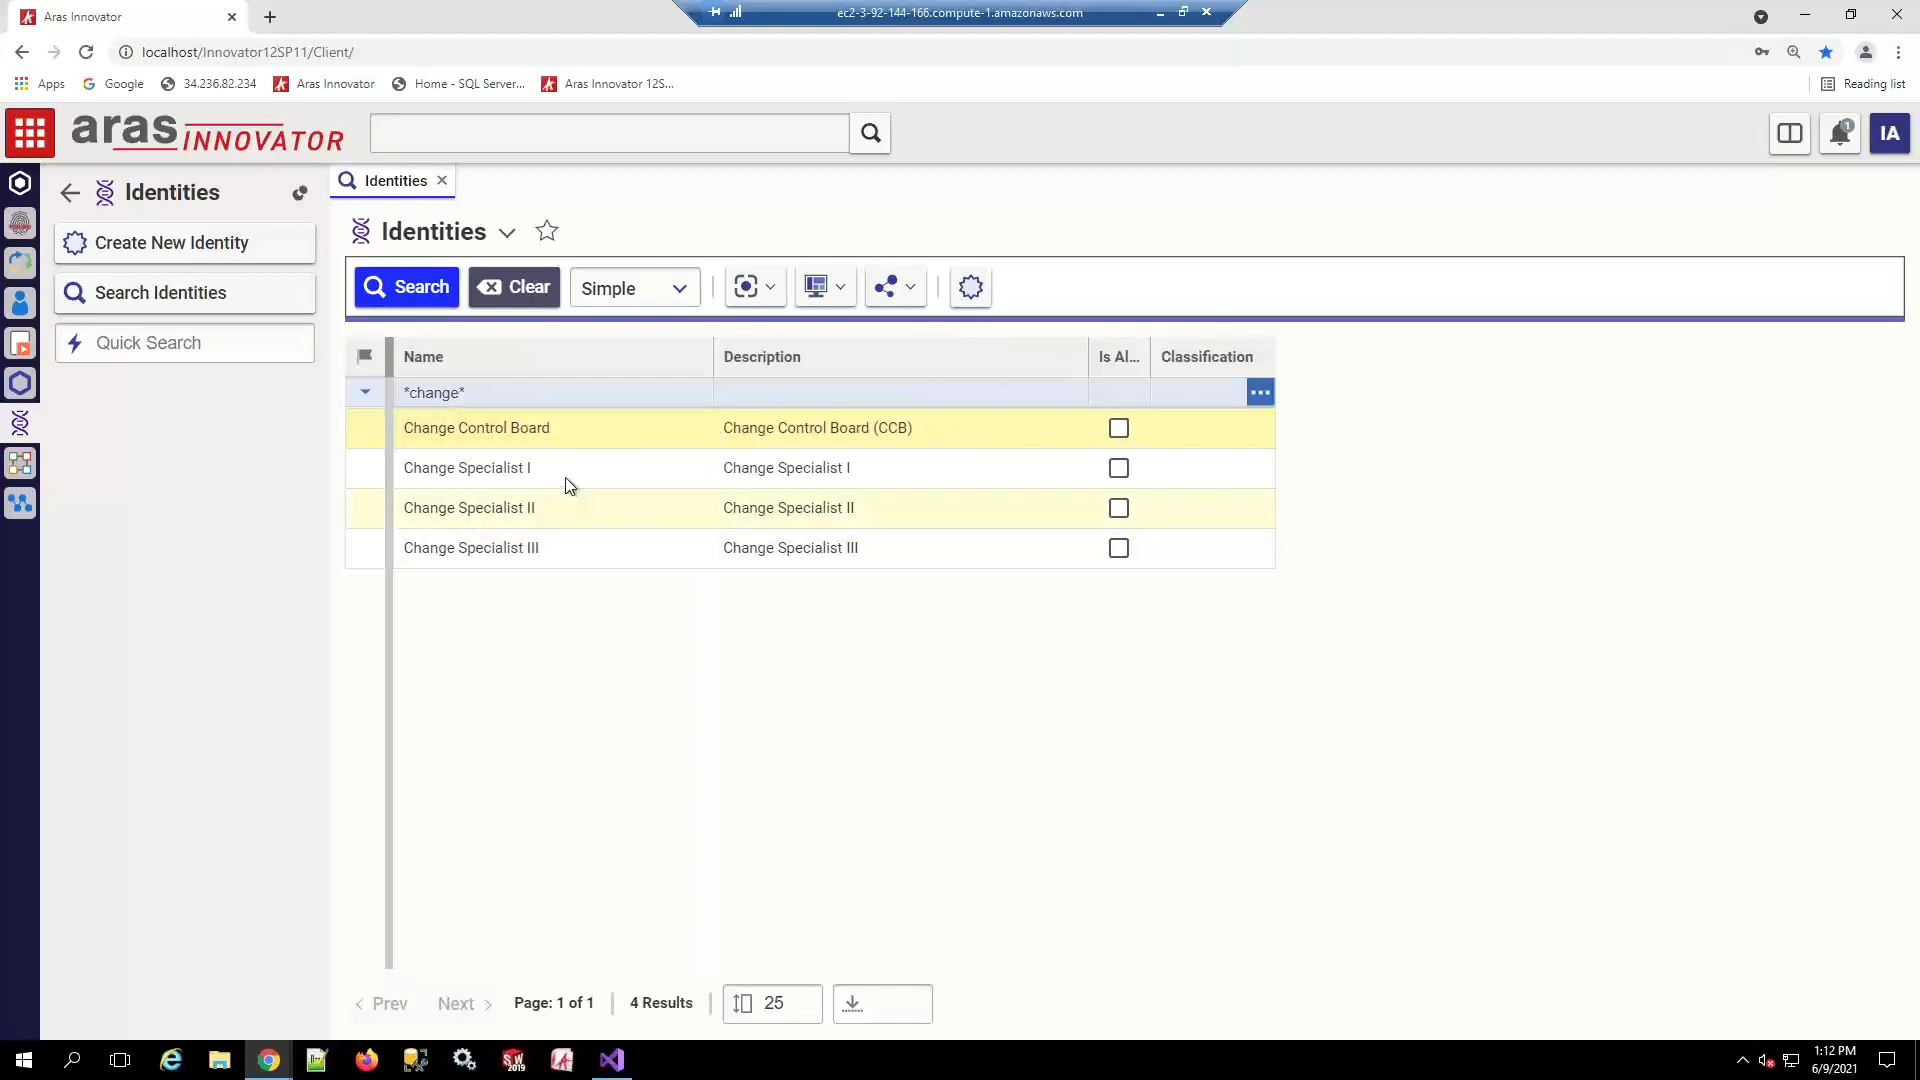 Aras Innovator
ec2-3-92-144-166.compute-1.amazonaws.com
localhost/Innovator12SP11/Client/
Apps
Google
34.236.82.234
Aras Innovator
Home - SQL Server...
Aras Innovator 12S...
Reading list
aras INNOVATOR
1
IA
Identities
Create New Identity
Search Identities
Quick Search
Identities
Identities
Search
Clear
Simple
Name Description Is Al... Classification
*change*
Change Control Board Change Control Board (CCB)
Change Specialist I Change Specialist I
Change Specialist II Change Specialist II
Change Specialist III Change Specialist III
Prev Next Page: 1 of 1 4 Results 25
SW
2019
1:12 PM
6/9/2021